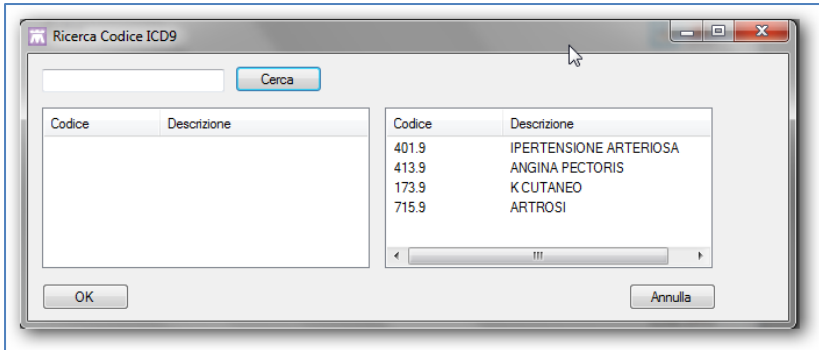 Ricerca Codice ICD9
Cerca
Codice Descrizione
Codice Descrizione
401.9 IPERTENSIONE ARTERIOSA
413.9 ANGINA PECTORIS
173.9 K CUTANEO
715.9 ARTROSI
OK
Annulla